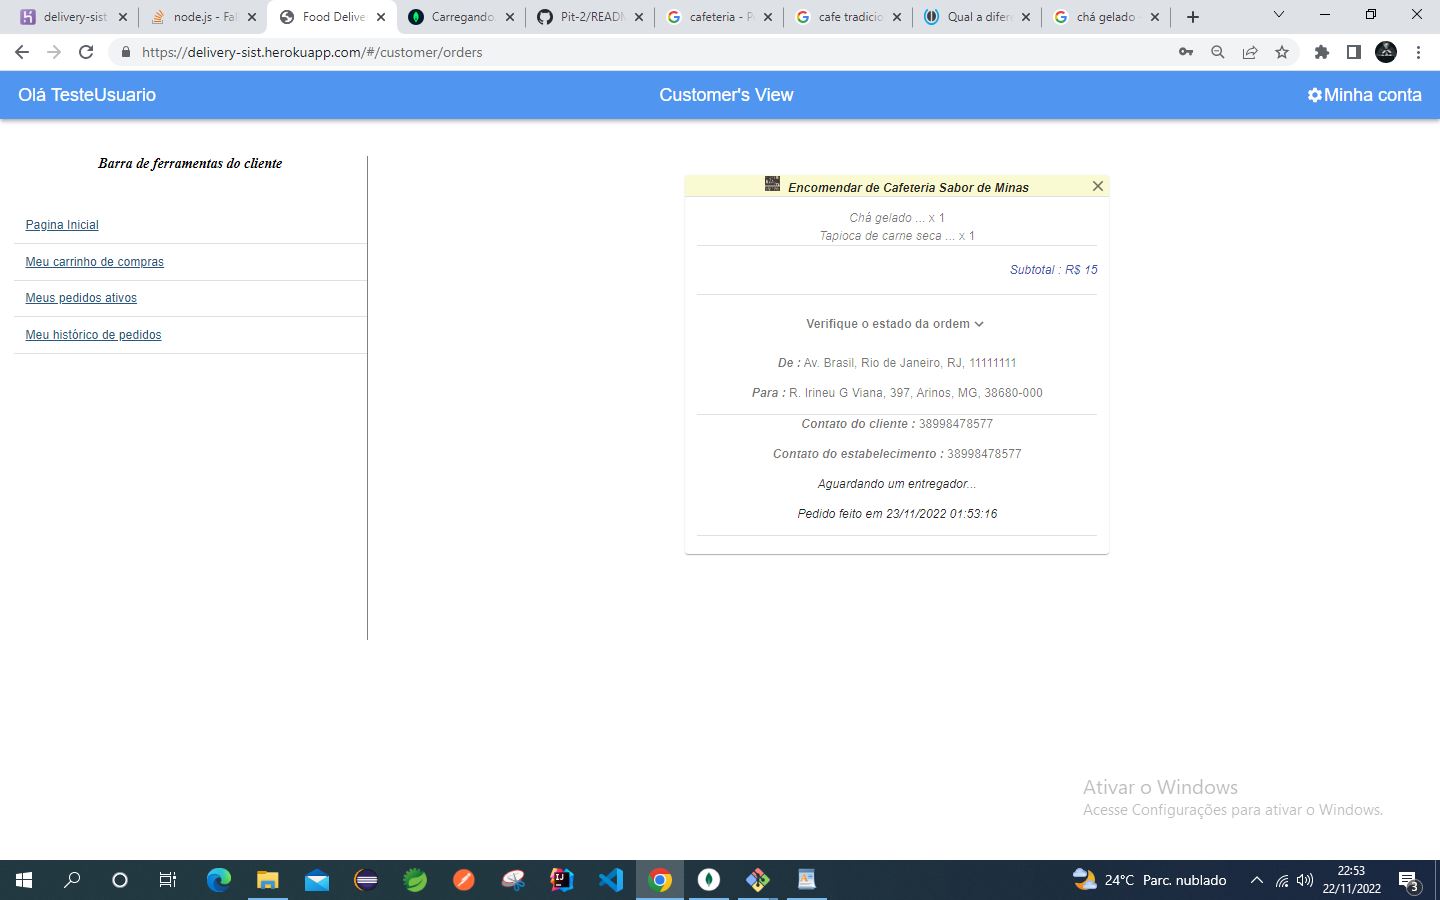 delivery-sist
node.js - Fal
Food Delive
Carregando
Pit-2/READM
cafeteria - P
cafe tradicio
Qual a difer
chá gelado -
https://delivery-sist.herokuapp.com/#/customer/orders
Olá TesteUsuario
Customer's View
Minha conta
Barra de ferramentas do cliente
Pagina Inicial
Meu carrinho de compras
Meus pedidos ativos
Meu histórico de pedidos
Encomendar de Cafeteria Sabor de Minas
Chá gelado ... x 1
Tapioca de carne seca ... x 1
Subtotal : R$ 15
Verifique o estado da ordem
De : Av. Brasil, Rio de Janeiro, RJ, 11111111
Para : R. Irineu G Viana, 397, Arinos, MG, 38680-000
Contato do cliente : 38998478577
Contato do estabelecimento : 38998478577
Aguardando um entregador...
Pedido feito em 23/11/2022 01:53:16
Ativar o Windows
Acesse Configurações para ativar o Windows.
24°C Parc. nublado
22:53
22/11/2022
3